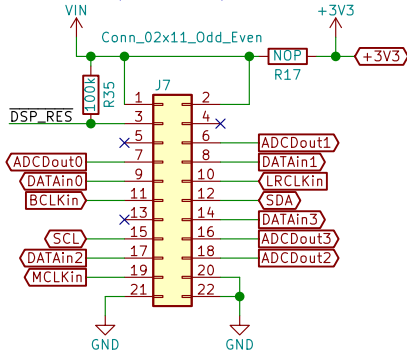 VIN
+3V3
Conn_02x11_Odd_Even
NOP
+3V3
R17
100k
R35
J7
1
2
DSP_RES
3
4
5
6
ADCDout1
ADCDout0
7
8
DATAin1
DATAin0
9
10
LRCLKin
BCLKin
11
12
SDA
13
14
DATAin3
SCL
15
16
ADCDout3
DATAin2
17
18
ADCDout2
MCLKin
19
20
21
22
GND
GND